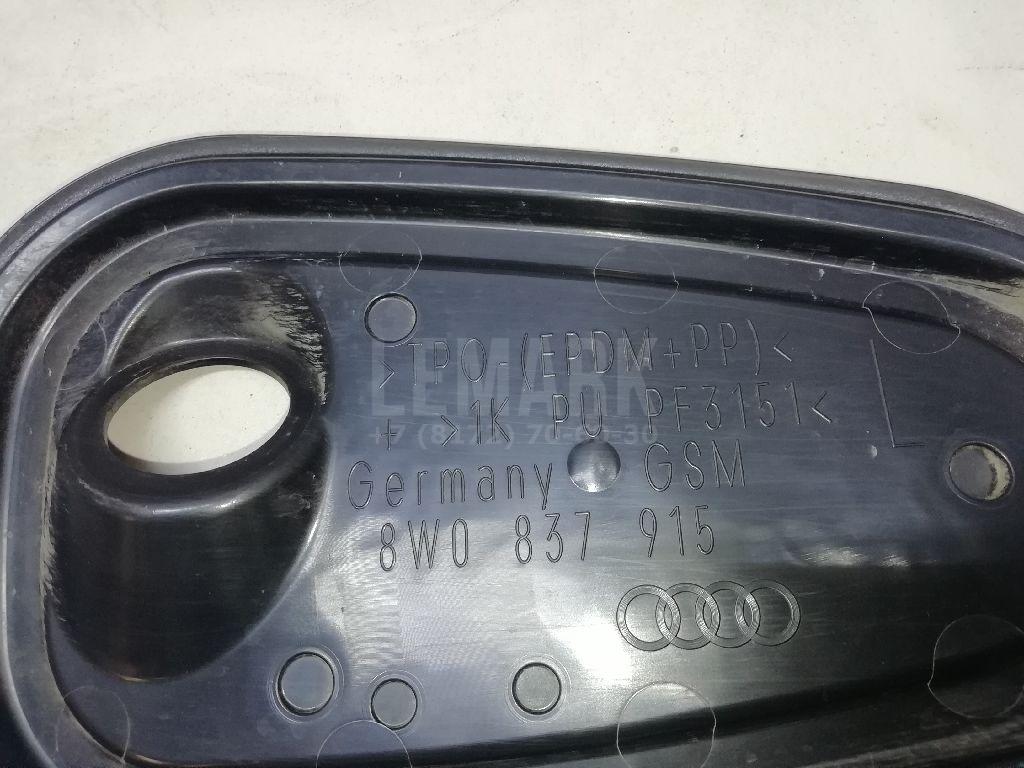 >TPO-(EPDM+PP)<
+ >1K PU PF3151<
L
Germany GSM
8W0 837 915
LEMARK